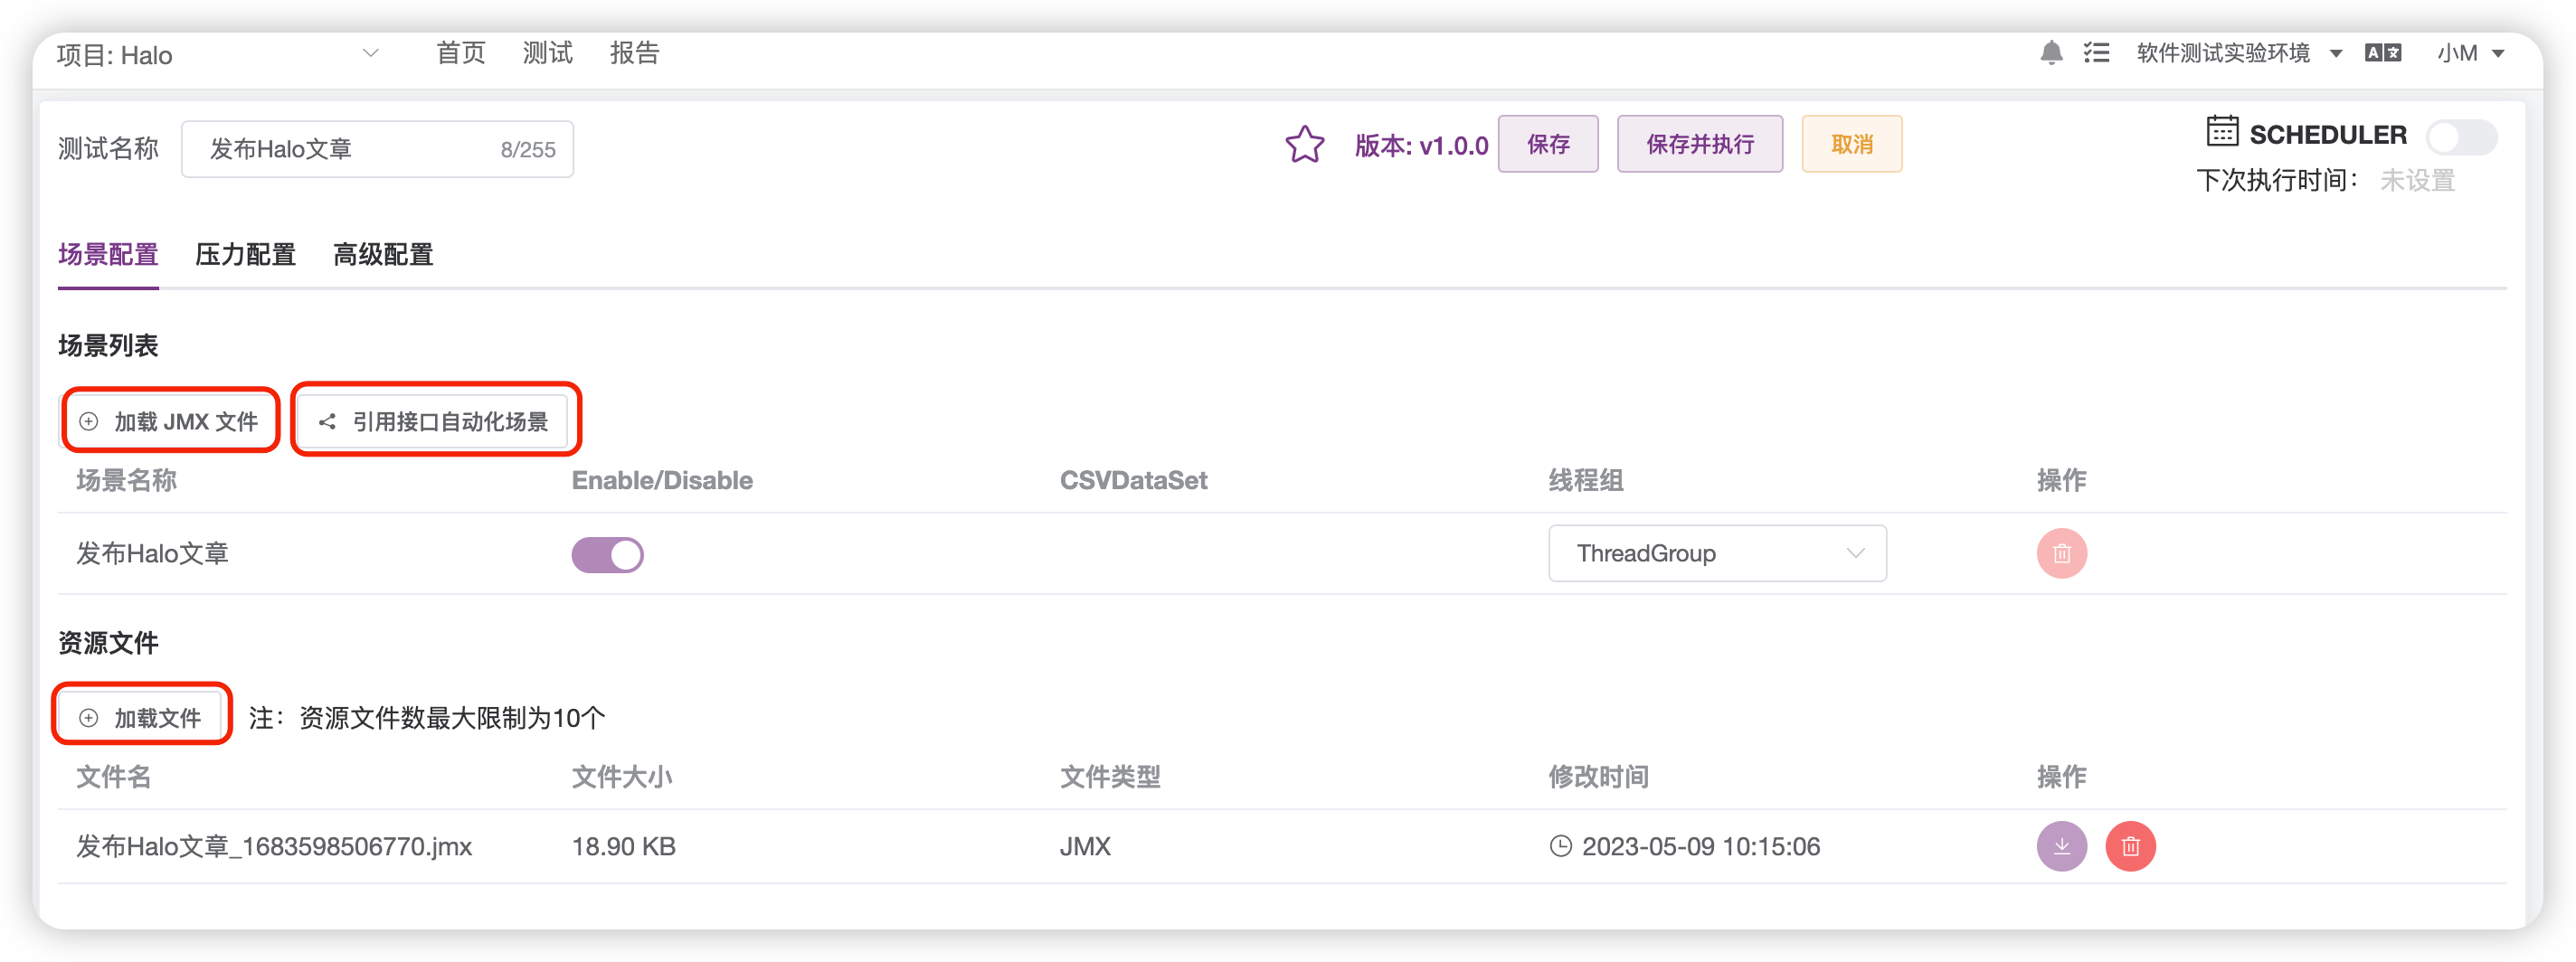 项目: Halo 首页 测试 报告 软件测试实验环境 小M
测试名称 发布Halo文章 8/255 版本: v1.0.0 保存 保存并执行 取消 SCHEDULER
下次执行时间： 未设置
场景配置 压力配置 高级配置
场景列表
加载 JMX 文件 引用接口自动化场景
场景名称 Enable/Disable CSVDataSet 线程组 操作
发布Halo文章 ThreadGroup
资源文件
加载文件 注：资源文件数最大限制为10个
文件名 文件大小 文件类型 修改时间 操作
发布Halo文章_1683598506770.jmx 18.90 KB JMX 2023-05-09 10:15:06